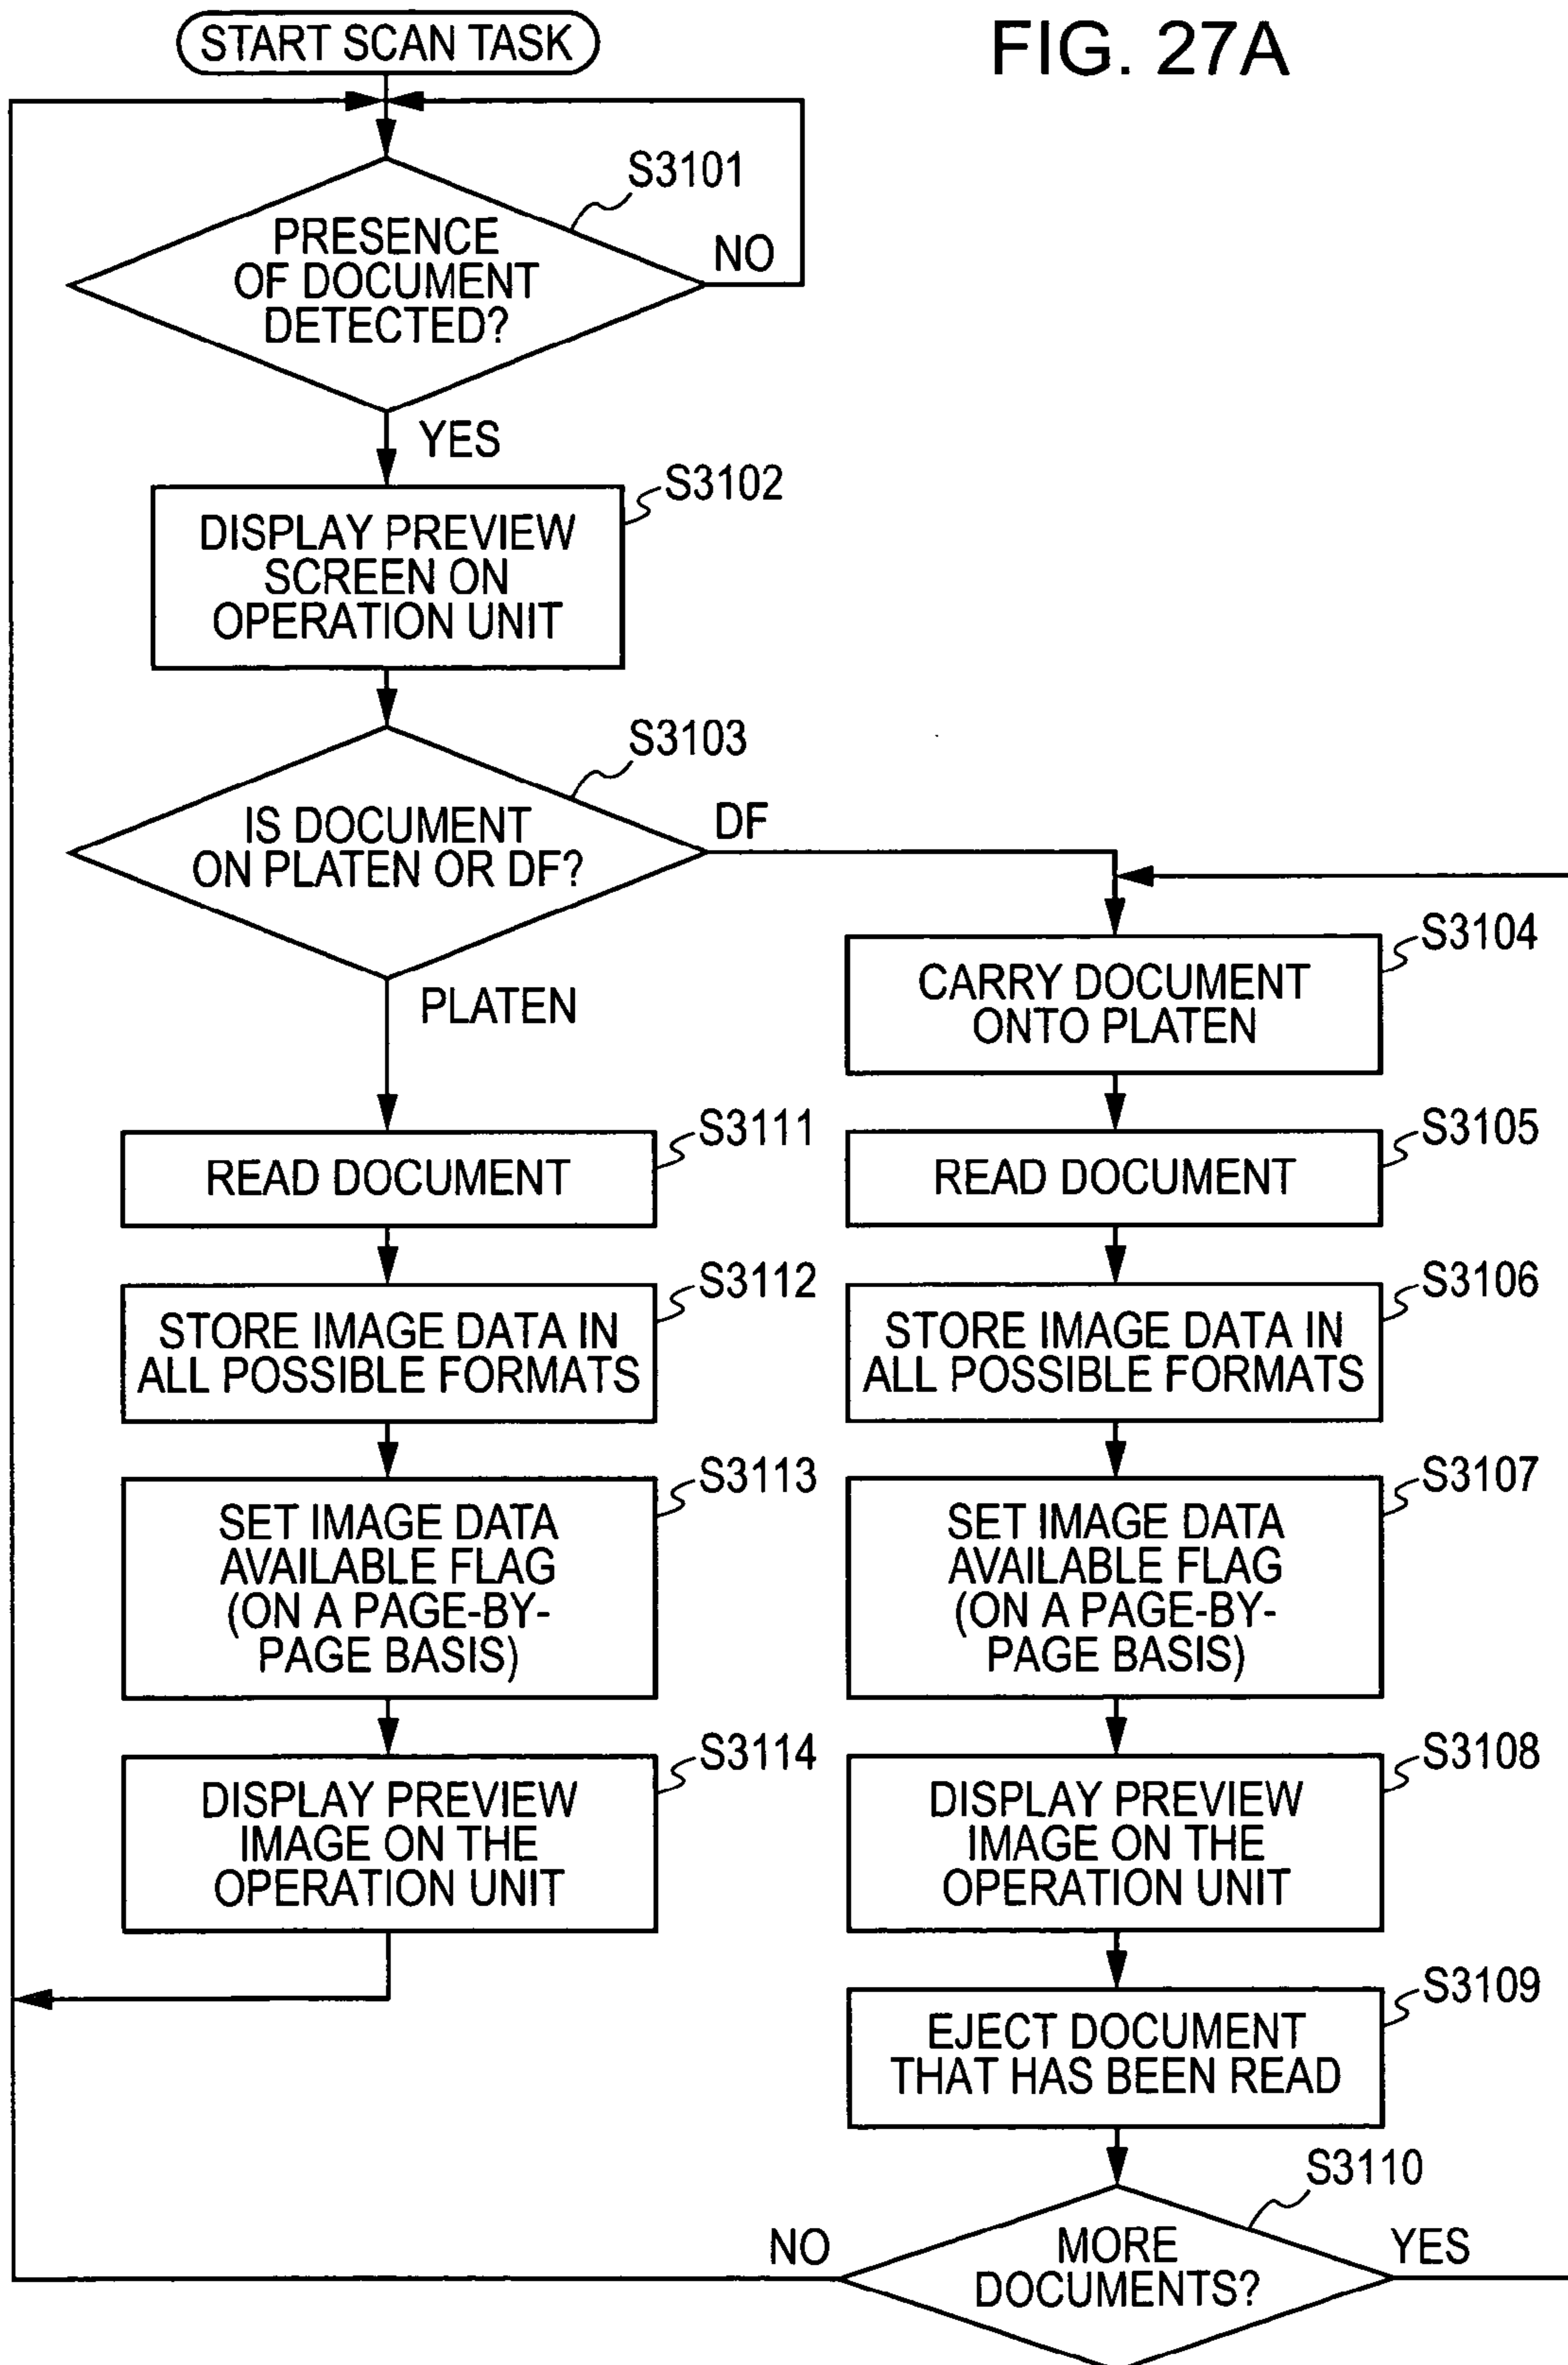 FIG. 27A
START SCAN TASK
S3101
PRESENCE
OF DOCUMENT
DETECTED?
NO
YES
S3102
DISPLAY PREVIEW
SCREEN ON
OPERATION UNIT
S3103
IS DOCUMENT
ON PLATEN OR DF?
DF
PLATEN
S3111
READ DOCUMENT
S3112
STORE IMAGE DATA IN
ALL POSSIBLE FORMATS
S3113
SET IMAGE DATA
AVAILABLE FLAG
(ON A PAGE-BY-
PAGE BASIS)
S3114
DISPLAY PREVIEW
IMAGE ON THE
OPERATION UNIT
S3104
CARRY DOCUMENT
ONTO PLATEN
S3105
READ DOCUMENT
S3106
STORE IMAGE DATA IN
ALL POSSIBLE FORMATS
S3107
SET IMAGE DATA
AVAILABLE FLAG
(ON A PAGE-BY-
PAGE BASIS)
S3108
DISPLAY PREVIEW
IMAGE ON THE
OPERATION UNIT
S3109
EJECT DOCUMENT
THAT HAS BEEN READ
S3110
MORE
DOCUMENTS?
NO
YES